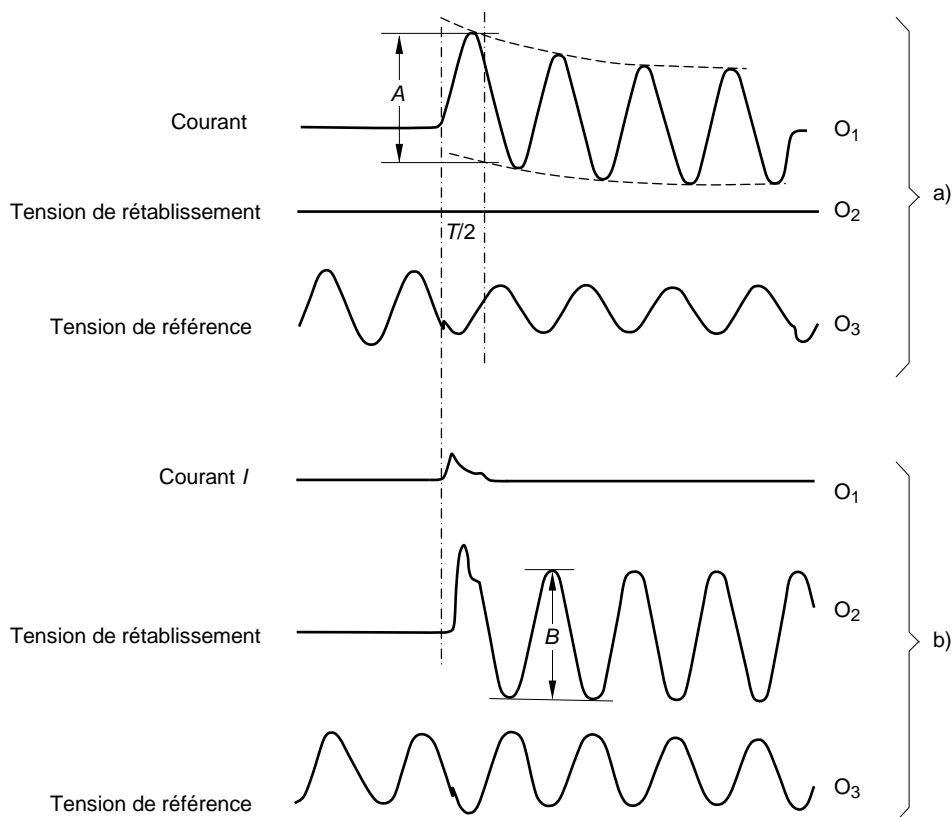 A
Courant
O1
a)
Tension de rétablissement
O2
T/2
Tension de référence
O3
Courant I
O1
Tension de rétablissement
B
O2
b)
Tension de référence
O3